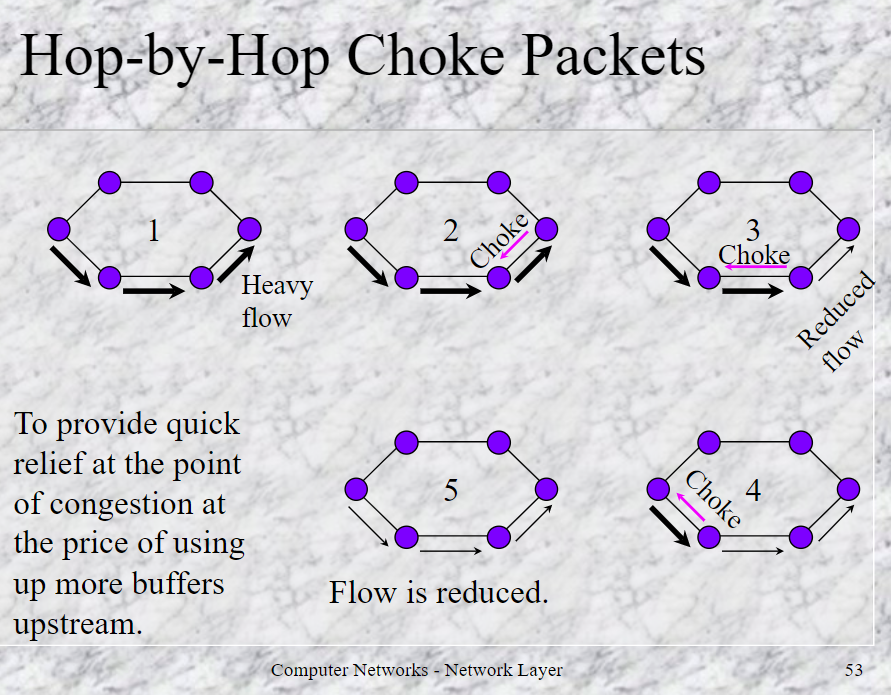 Hop-by-Hop Choke Packets
1
Heavy
flow
2
Choke
3
Choke
Reduced
flow
To provide quick
relief at the point
of congestion at
the price of using
up more buffers
upstream.
5
Flow is reduced.
4
Choke
Computer Networks - Network Layer
53